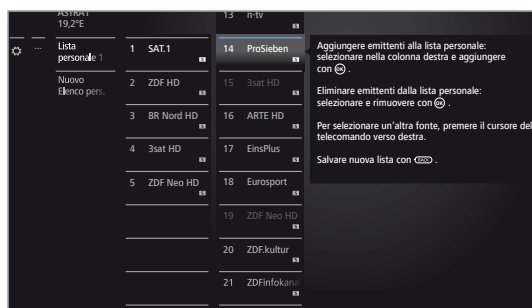 ASTRA1
19,2°E
Lista
personale 1
Nuovo
Elenco pers.
1 SAT.1
2 ZDF HD
3 BR Nord HD
4 3sat HD
5 ZDF Neo HD
13 n-tv
14 ProSieben
15 3sat HD
16 ARTE HD
17 EinsPlus
18 Eurosport
19 ZDF Neo HD
20 ZDF.kultur
21 ZDFinfokana
Aggiungere emittenti alla lista personale:
selezionare nella colonna destra e aggiungere
con OK .
Eliminare emittenti dalla lista personale:
selezionare e rimuovere con OK .
Per selezionare un'altra fonte, premere il cursore del
telecomando verso destra.
Salvare nuova lista con BACK .